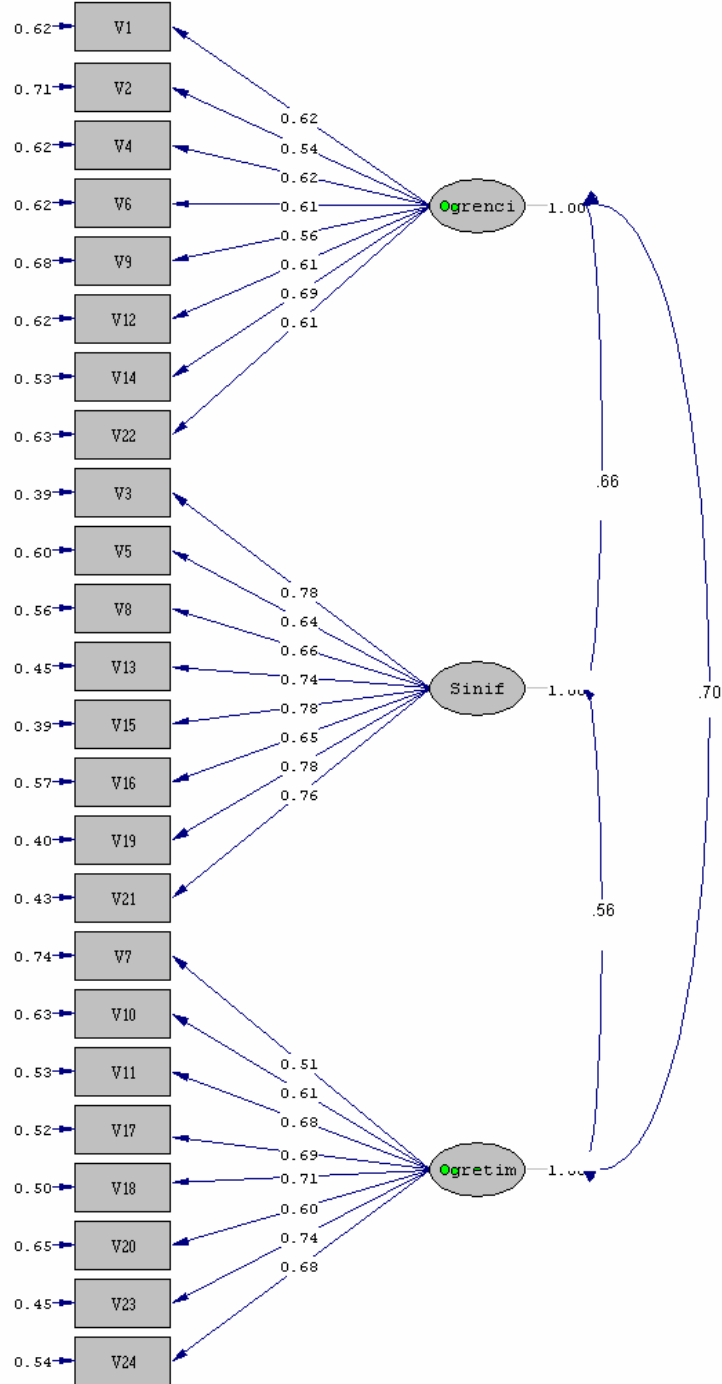 0.62 V1
0.71 V2
0.62
0.54
0.62 V4
0.62
0.62 V6
0.61
Ogrenci 1.00
0.56
0.68 V9
0.61
0.69
0.62 V12
0.61
0.53 V14
0.63 V22
.66
0.39 V3
0.60 V5
0.78
0.56 V8
0.64
0.66
0.45 V13
0.74
Sinif 1.00
.70
0.78
0.39 V15
0.65
0.78
0.57 V16
0.76
0.40 V19
0.43 V21
.56
0.74 V7
0.63 V10
0.51
0.53 V11
0.61
0.68
0.52 V17
0.69
Ogretim 1.00
0.71
0.50 V18
0.60
0.74
0.65 V20
0.68
0.45 V23
0.54 V24